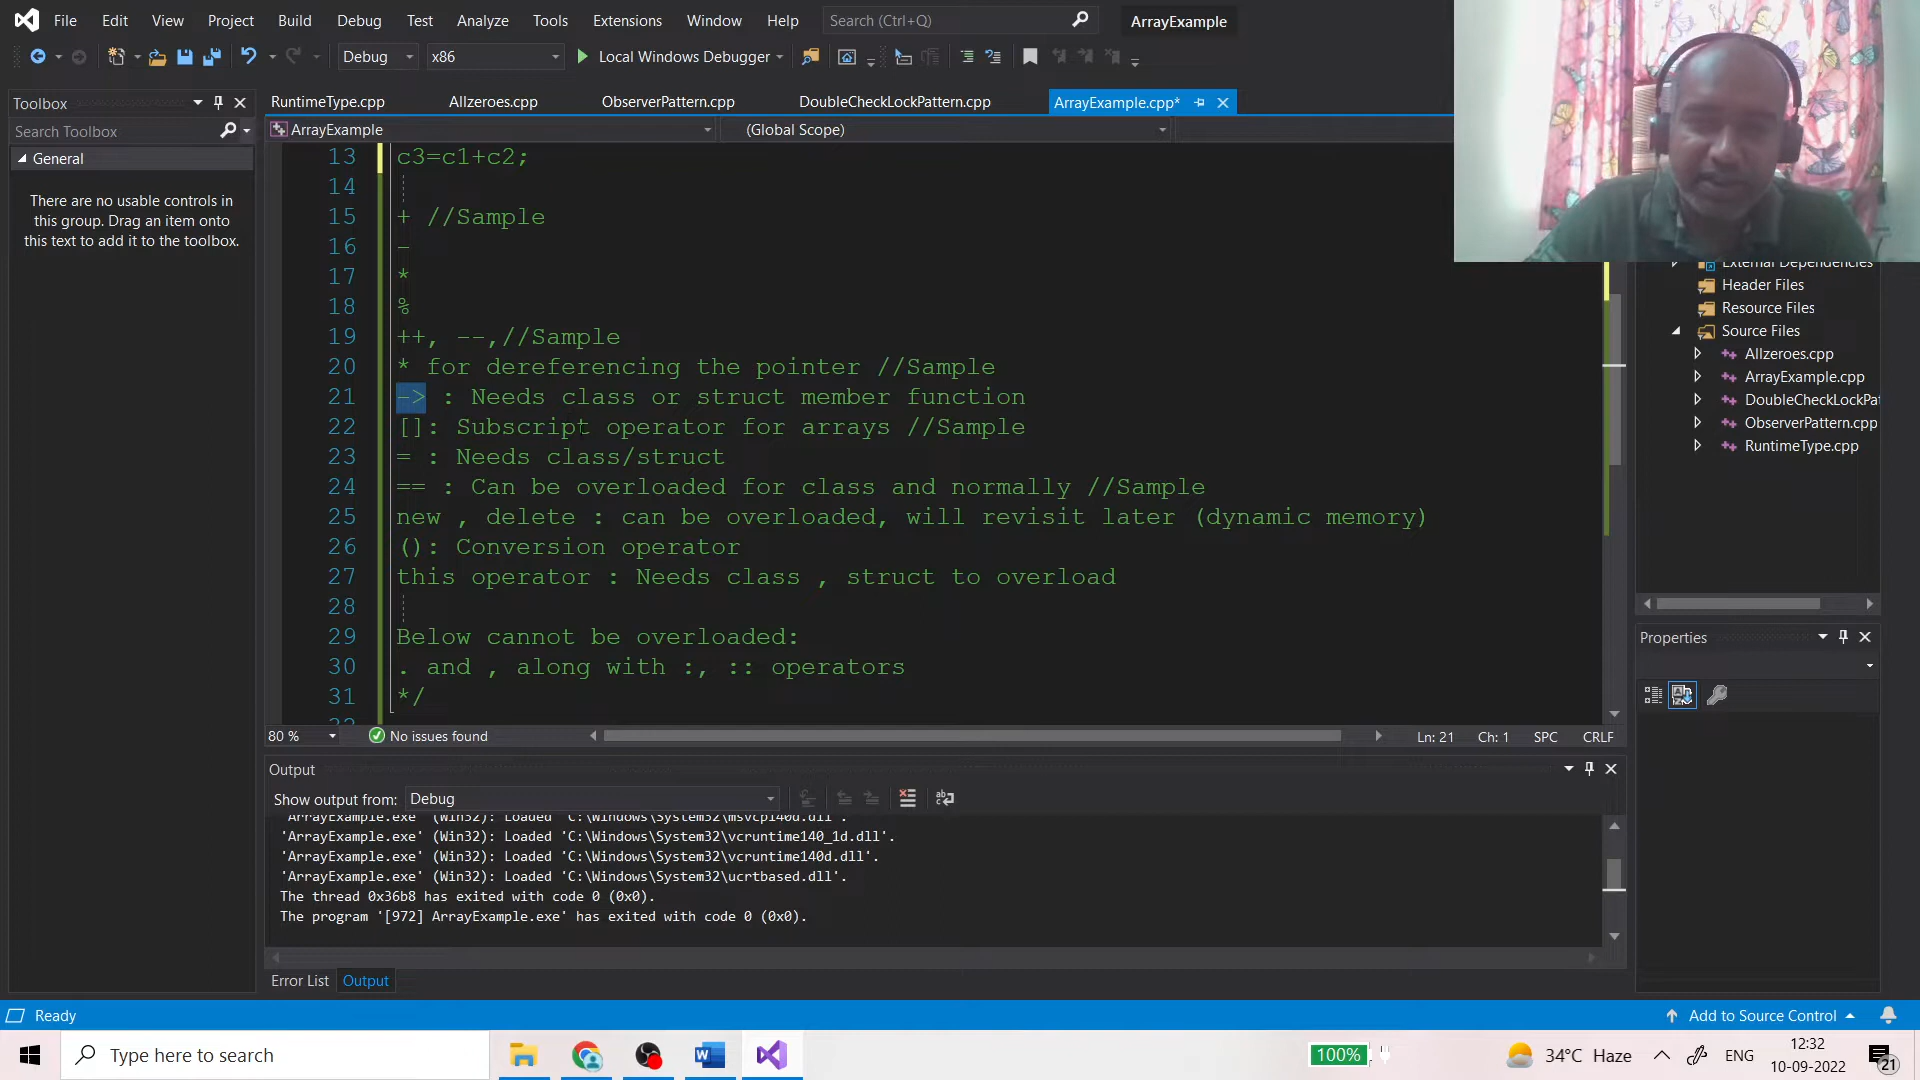 File Edit View Project Build Debug Test Analyze Tools Extensions Window Help Search (Ctrl+Q) ArrayExample
Debug x86 Local Windows Debugger
Toolbox
RuntimeType.cpp Allzeroes.cpp ObserverPattern.cpp DoubleCheckLockPattern.cpp ArrayExample.cpp*
Search Toolbox
ArrayExample (Global Scope)
General
There are no usable controls in
this group. Drag an item onto
this text to add it to the toolbox.
13 c3=c1+c2;
14
15 + //Sample
16 -
17 *
18 %
19 ++, --,//Sample
20 * for dereferencing the pointer //Sample
21 -> : Needs class or struct member function
22 []: Subscript operator for arrays //Sample
23 = : Needs class/struct
24 == : Can be overloaded for class and normally //Sample
25 new , delete : can be overloaded, will revisit later (dynamic memory)
26 (): Conversion operator
27 this operator : Needs class , struct to overload
28
29 Below cannot be overloaded:
30 . and , along with :, :: operators
31 */
External Dependencies
Header Files
Resource Files
Source Files
Allzeroes.cpp
ArrayExample.cpp
DoubleCheckLockPat
ObserverPattern.cpp
RuntimeType.cpp
Properties
80 % No issues found Ln: 21 Ch: 1 SPC CRLF
Output
Show output from: Debug
'ArrayExample.exe' (Win32): Loaded 'C:\Windows\System32\msvcp140d.dll'.
'ArrayExample.exe' (Win32): Loaded 'C:\Windows\System32\vcruntime140_1d.dll'.
'ArrayExample.exe' (Win32): Loaded 'C:\Windows\System32\vcruntime140d.dll'.
'ArrayExample.exe' (Win32): Loaded 'C:\Windows\System32\ucrtbased.dll'.
The thread 0x36b8 has exited with code 0 (0x0).
The program '[972] ArrayExample.exe' has exited with code 0 (0x0).
Error List Output
Ready Add to Source Control
Type here to search 100% 34°C Haze ENG 12:32
10-09-2022 21